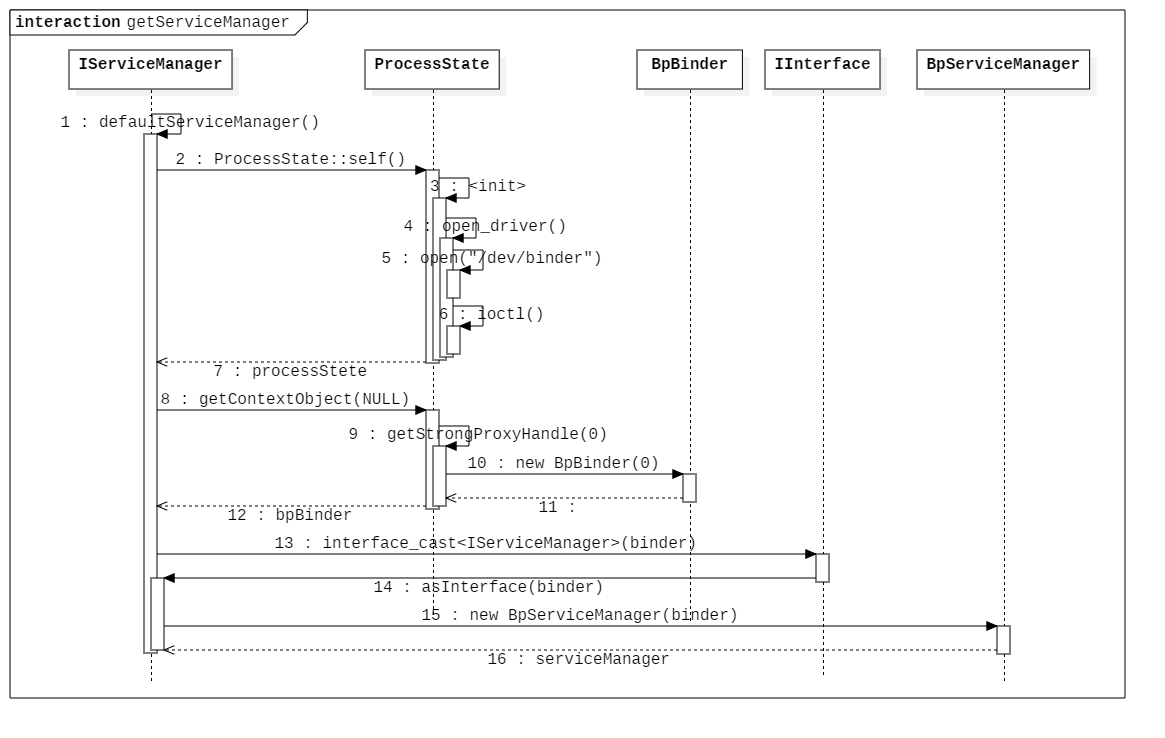 interaction getServiceManager
IServiceManager
ProcessState
BpBinder
IInterface
BpServiceManager
1 : defaultServiceManager()
2 : ProcessState::self()
3 : <init>
4 : open_driver()
5 : open("/dev/binder")
6 : ioctl()
7 : processStete
8 : getContextObject(NULL)
9 : getStrongProxyHandle(0)
10 : new BpBinder(0)
11 :
12 : bpBinder
13 : interface_cast<IServiceManager>(binder)
14 : asInterface(binder)
15 : new BpServiceManager(binder)
16 : serviceManager